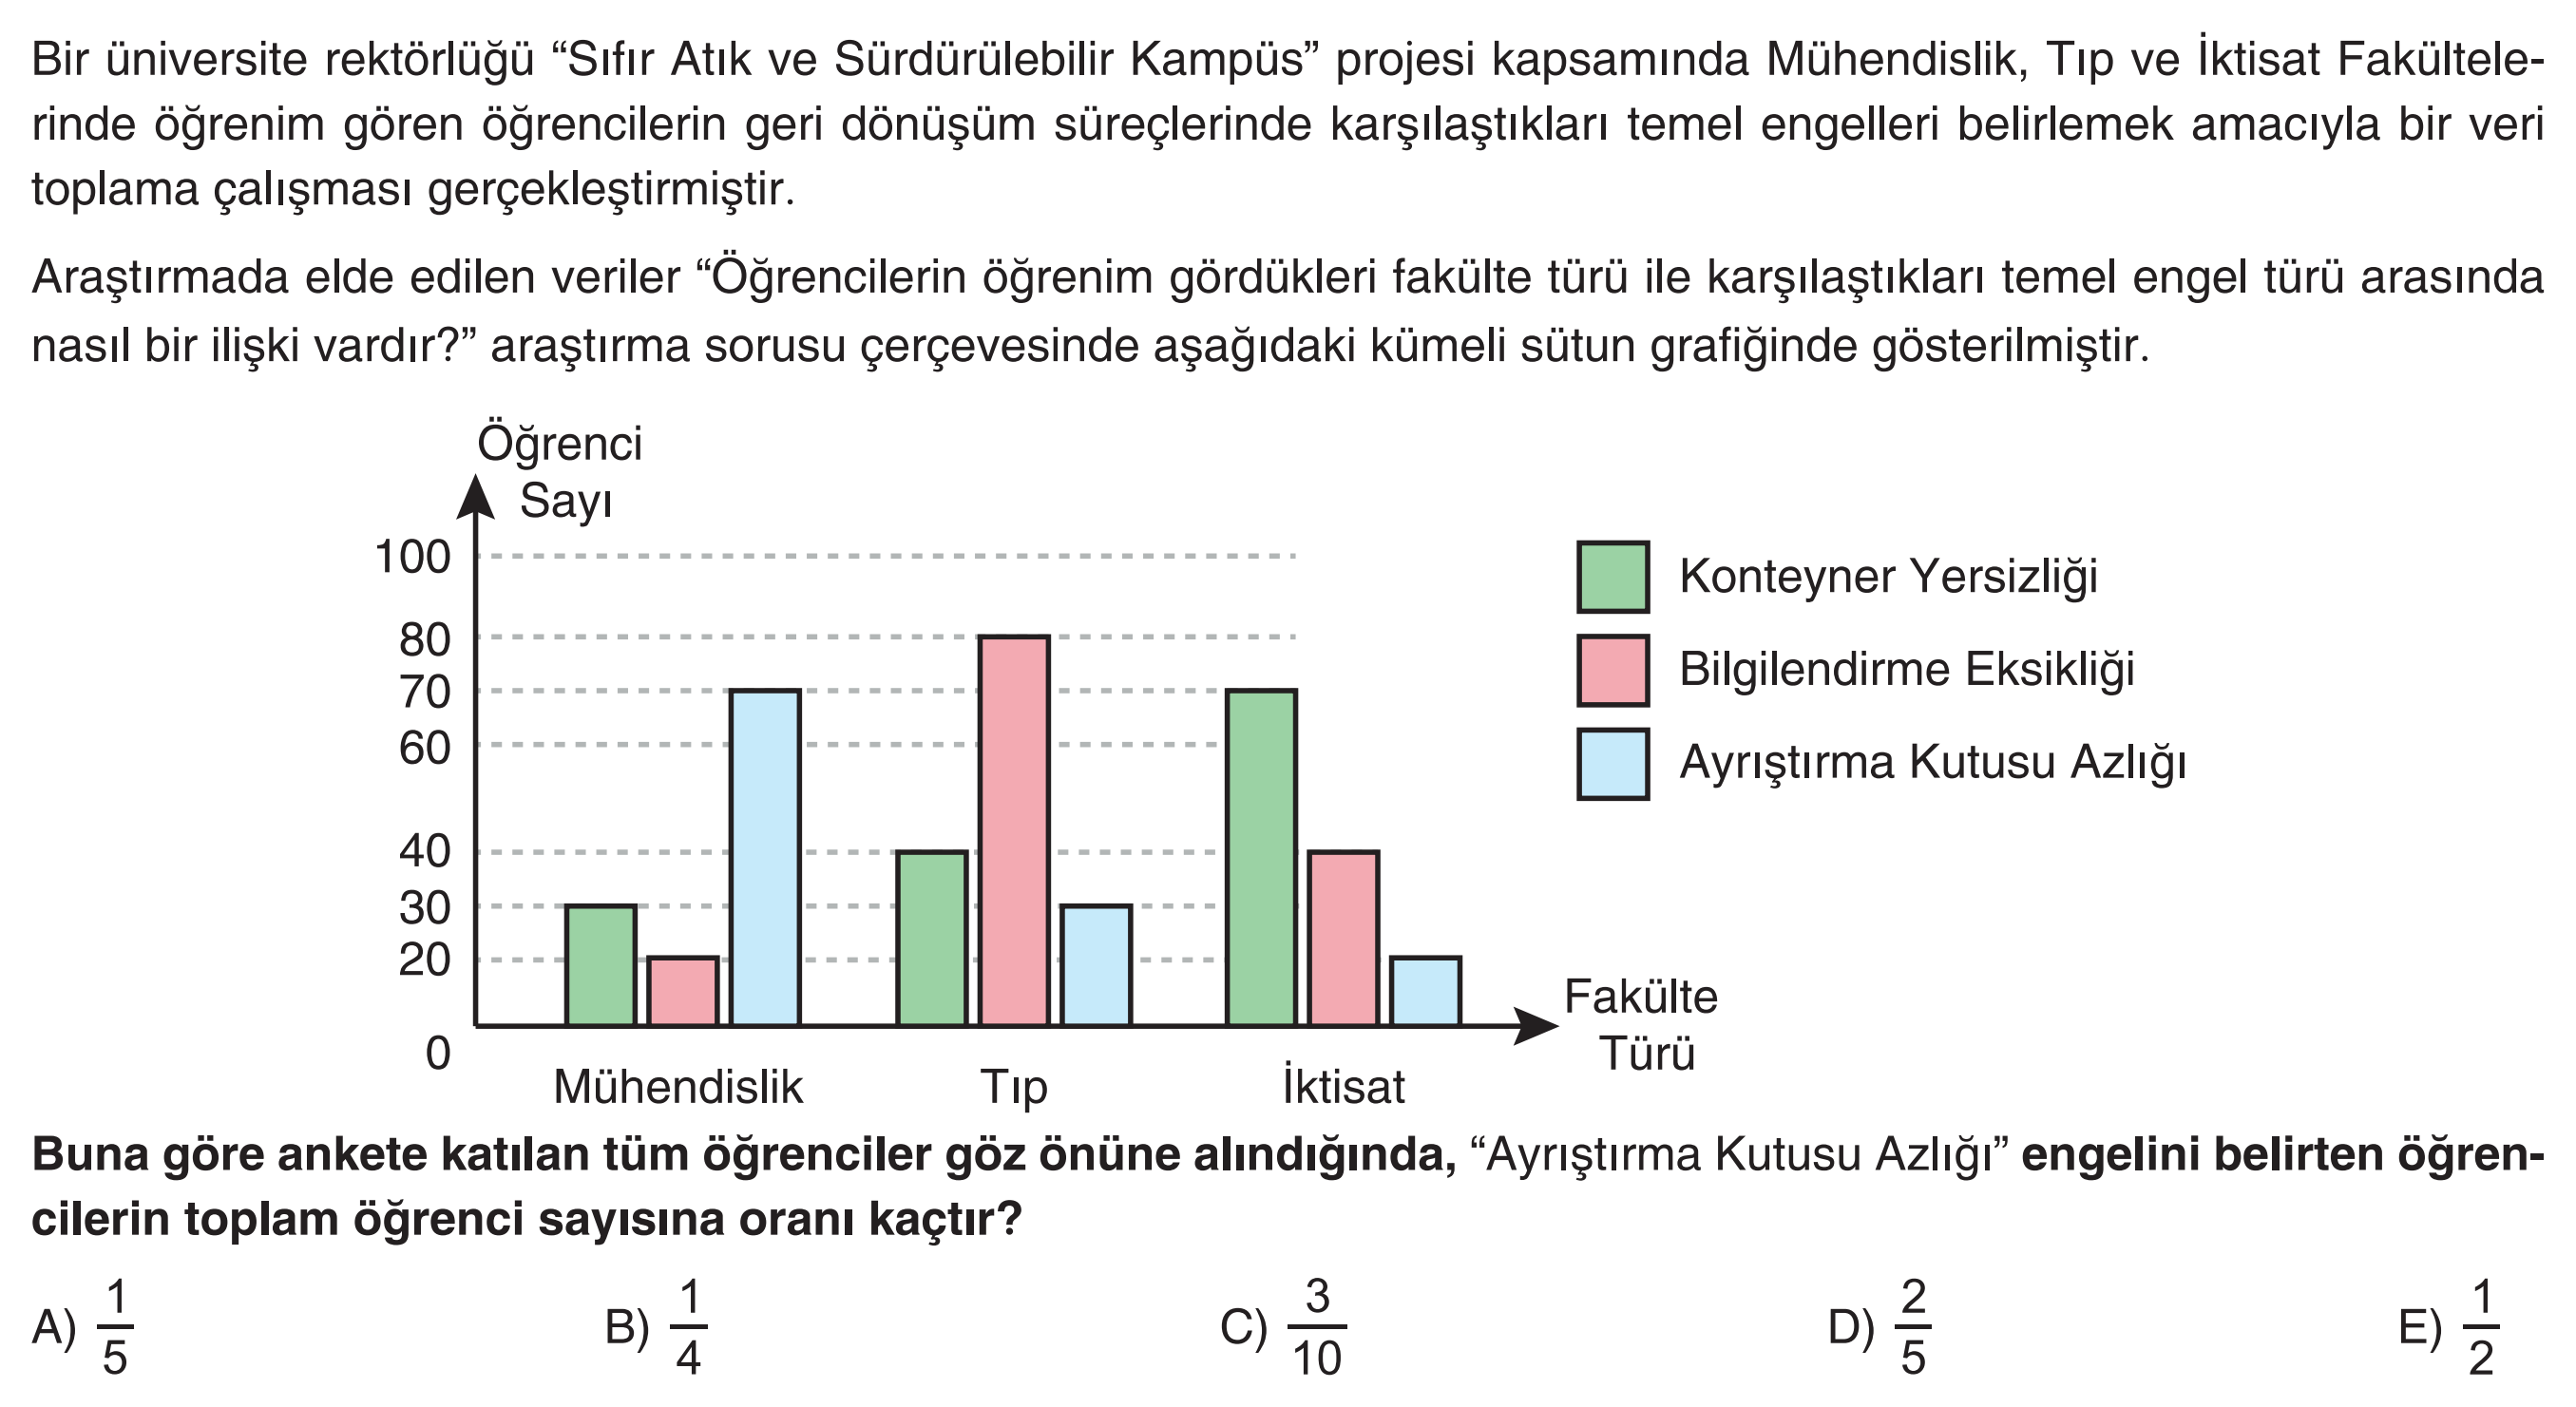 Bir üniversite rektörlüğü “Sıfır Atık ve Sürdürülebilir Kampüs” projesi kapsamında Mühendislik, Tıp ve İktisat Fakültele-
rinde öğrenim gören öğrencilerin geri dönüşüm süreçlerinde karşılaştıkları temel engelleri belirlemek amacıyla bir veri
toplama çalışması gerçekleştirmiştir.
Araştırmada elde edilen veriler “Öğrencilerin öğrenim gördükleri fakülte türü ile karşılaştıkları temel engel türü arasında
nasıl bir ilişki vardır?” araştırma sorusu çerçevesinde aşağıdaki kümeli sütun grafiğinde gösterilmiştir.
Öğrenci
Sayı
100
80
70
60
40
30
20
0
Konteyner Yersizliği
Bilgilendirme Eksikliği
Ayrıştırma Kutusu Azlığı
Fakülte
Türü
Mühendislik Tıp İktisat
Buna göre ankete katılan tüm öğrenciler göz önüne alındığında, “Ayrıştırma Kutusu Azlığı” engelini belirten öğren-
cilerin toplam öğrenci sayısına oranı kaçtır?
A) 1/5 B) 1/4 C) 3/10 D) 2/5 E) 1/2